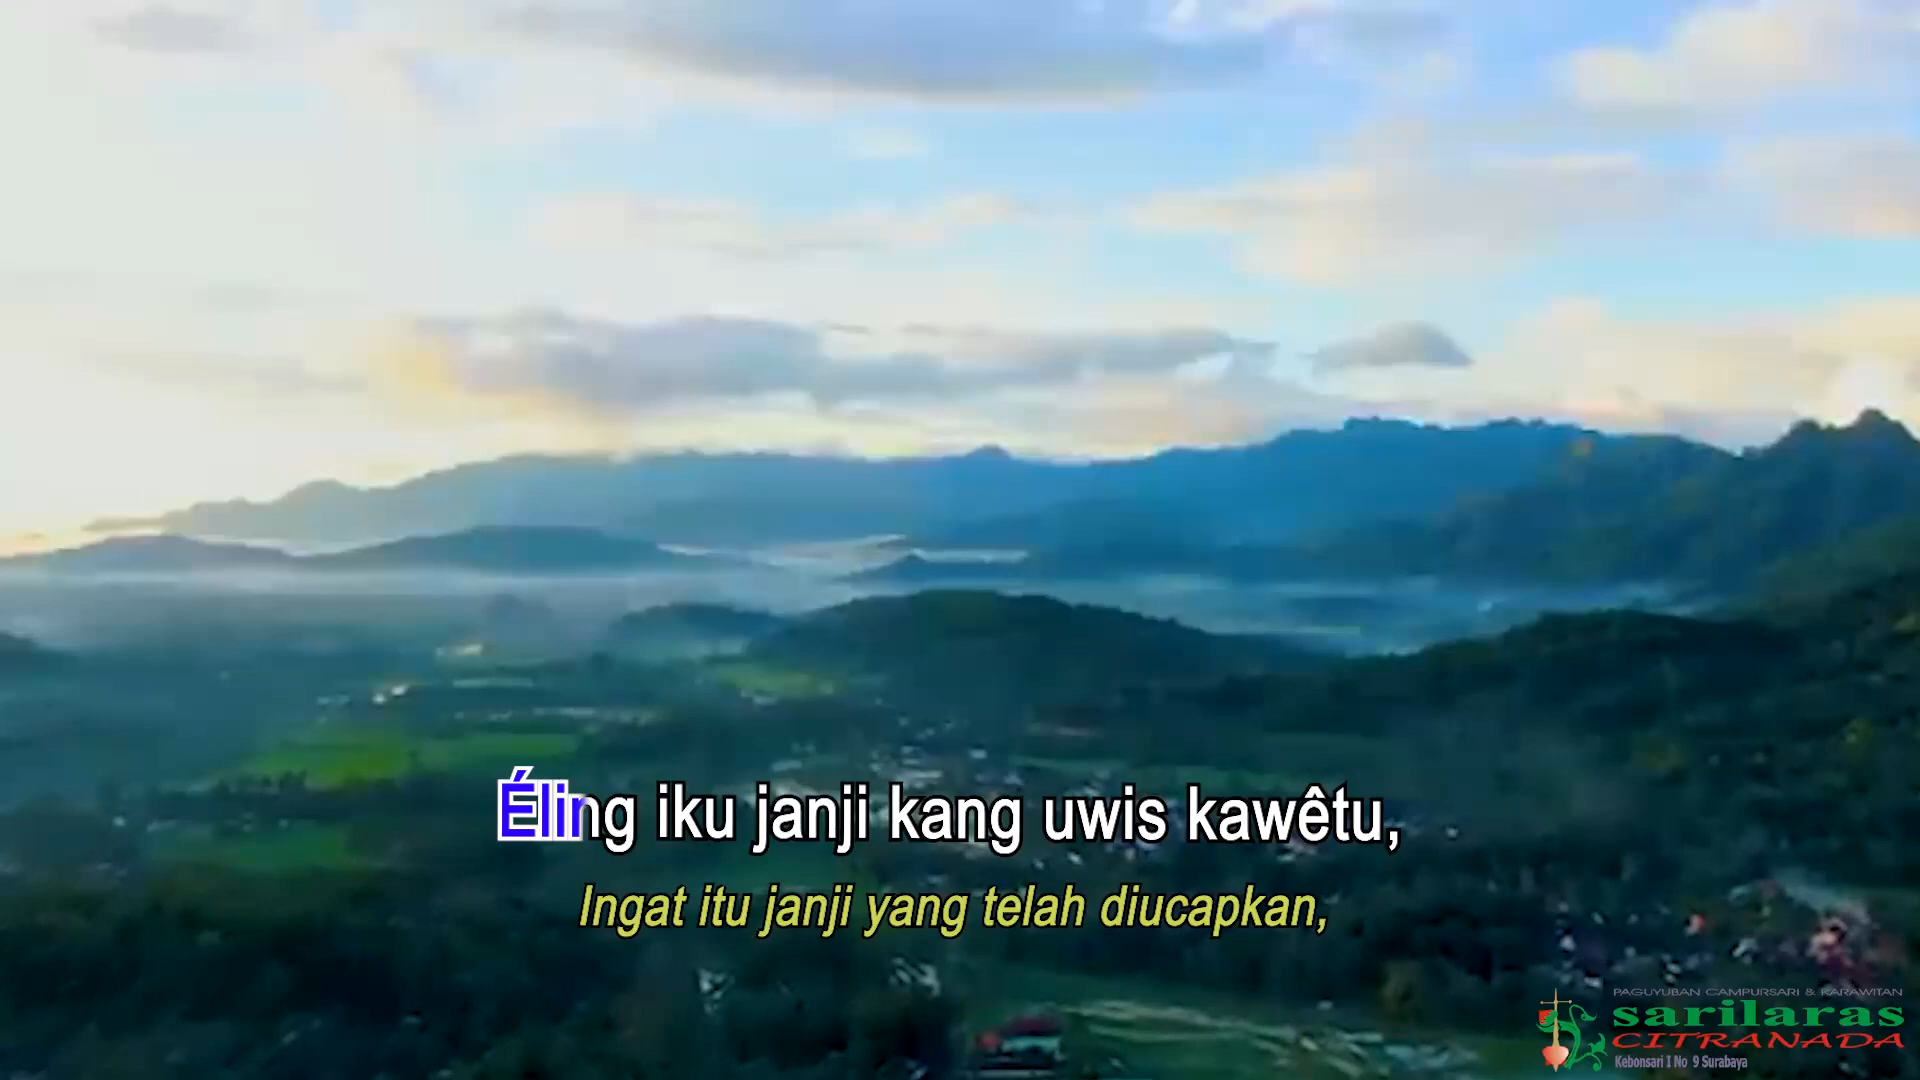 Éling iku janji kang uwis kawêtu,
Ingat itu janji yang telah diucapkan,
PAGUYUBAN CAMPURSARI & KARAWITAN
sarilaras
CITRANADA
Kebonsari I No 9 Surabaya